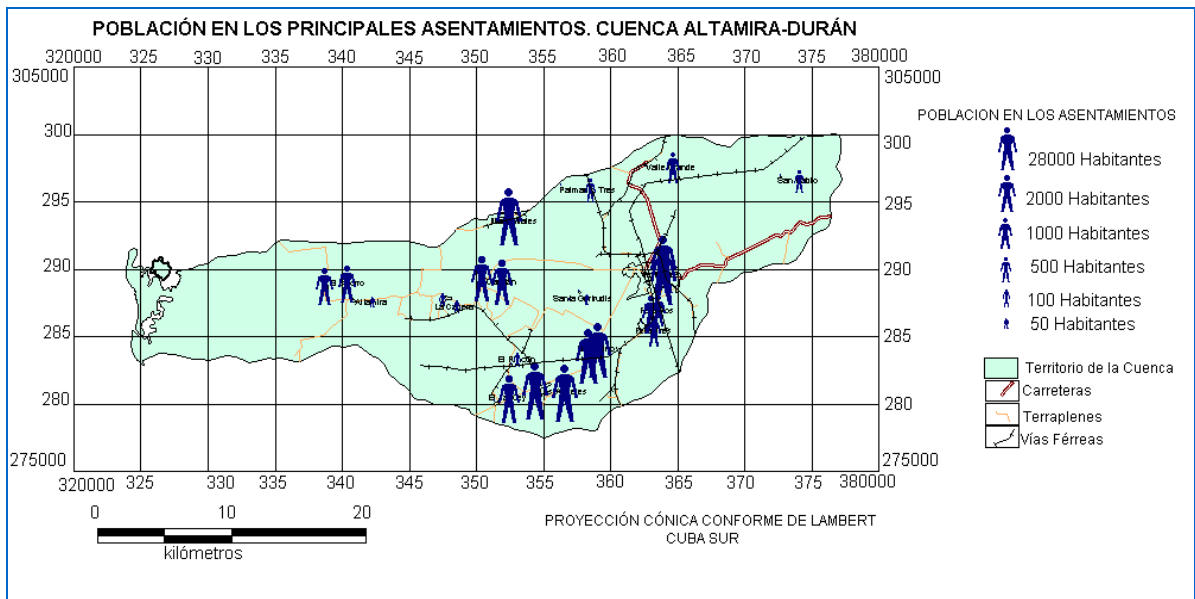 POBLACIÓN EN LOS PRINCIPALES ASENTAMIENTOS. CUENCA ALTAMIRA-DURÁN
320000 325 330 335 340 345 350 355 360 365 370 375 380000
305000 305000
300 300
295 295
290 290
285 285
280 280
275000 275000
320000 325 330 335 340 345 350 355 360 365 370 375 380000
Palma Tres
Altamira
Santa Gertrudis
0 10 20
kilómetros
PROYECCIÓN CÓNICA CONFORME DE LAMBERT
CUBA SUR
POBLACION EN LOS ASENTAMIENTOS
28000 Habitantes
2000 Habitantes
1000 Habitantes
500 Habitantes
100 Habitantes
50 Habitantes
Territorio de la Cuenca
Carreteras
Terraplenes
Vías Férreas